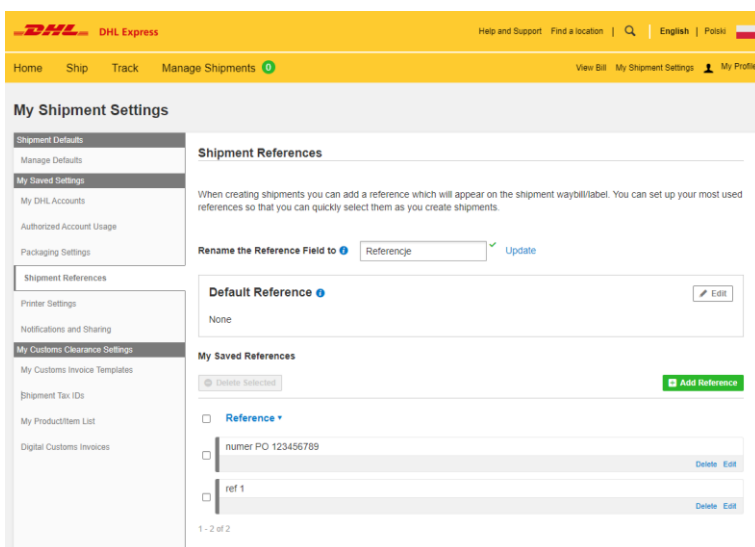 DHL DHL Express
Help and Support Find a location | English | Polski
Home Ship Track Manage Shipments 0
View Bill My Shipment Settings My Profile
My Shipment Settings
Shipment Defaults
Manage Defaults
My Saved Settings
My DHL Accounts
Authorized Account Usage
Packaging Settings
Shipment References
Printer Settings
Notifications and Sharing
My Customs Clearance Settings
My Customs Invoice Templates
Shipment Tax IDs
My Product/Item List
Digital Customs Invoices
Shipment References
When creating shipments you can add a reference which will appear on the shipment waybill/label. You can set up your most used
references so that you can quickly select them as you create shipments.
Rename the Reference Field to Referencje Update
Default Reference
Edit
None
My Saved References
Delete Selected
Add Reference
Reference
numer PO 123456789
Delete Edit
ref 1
Delete Edit
1 - 2 of 2